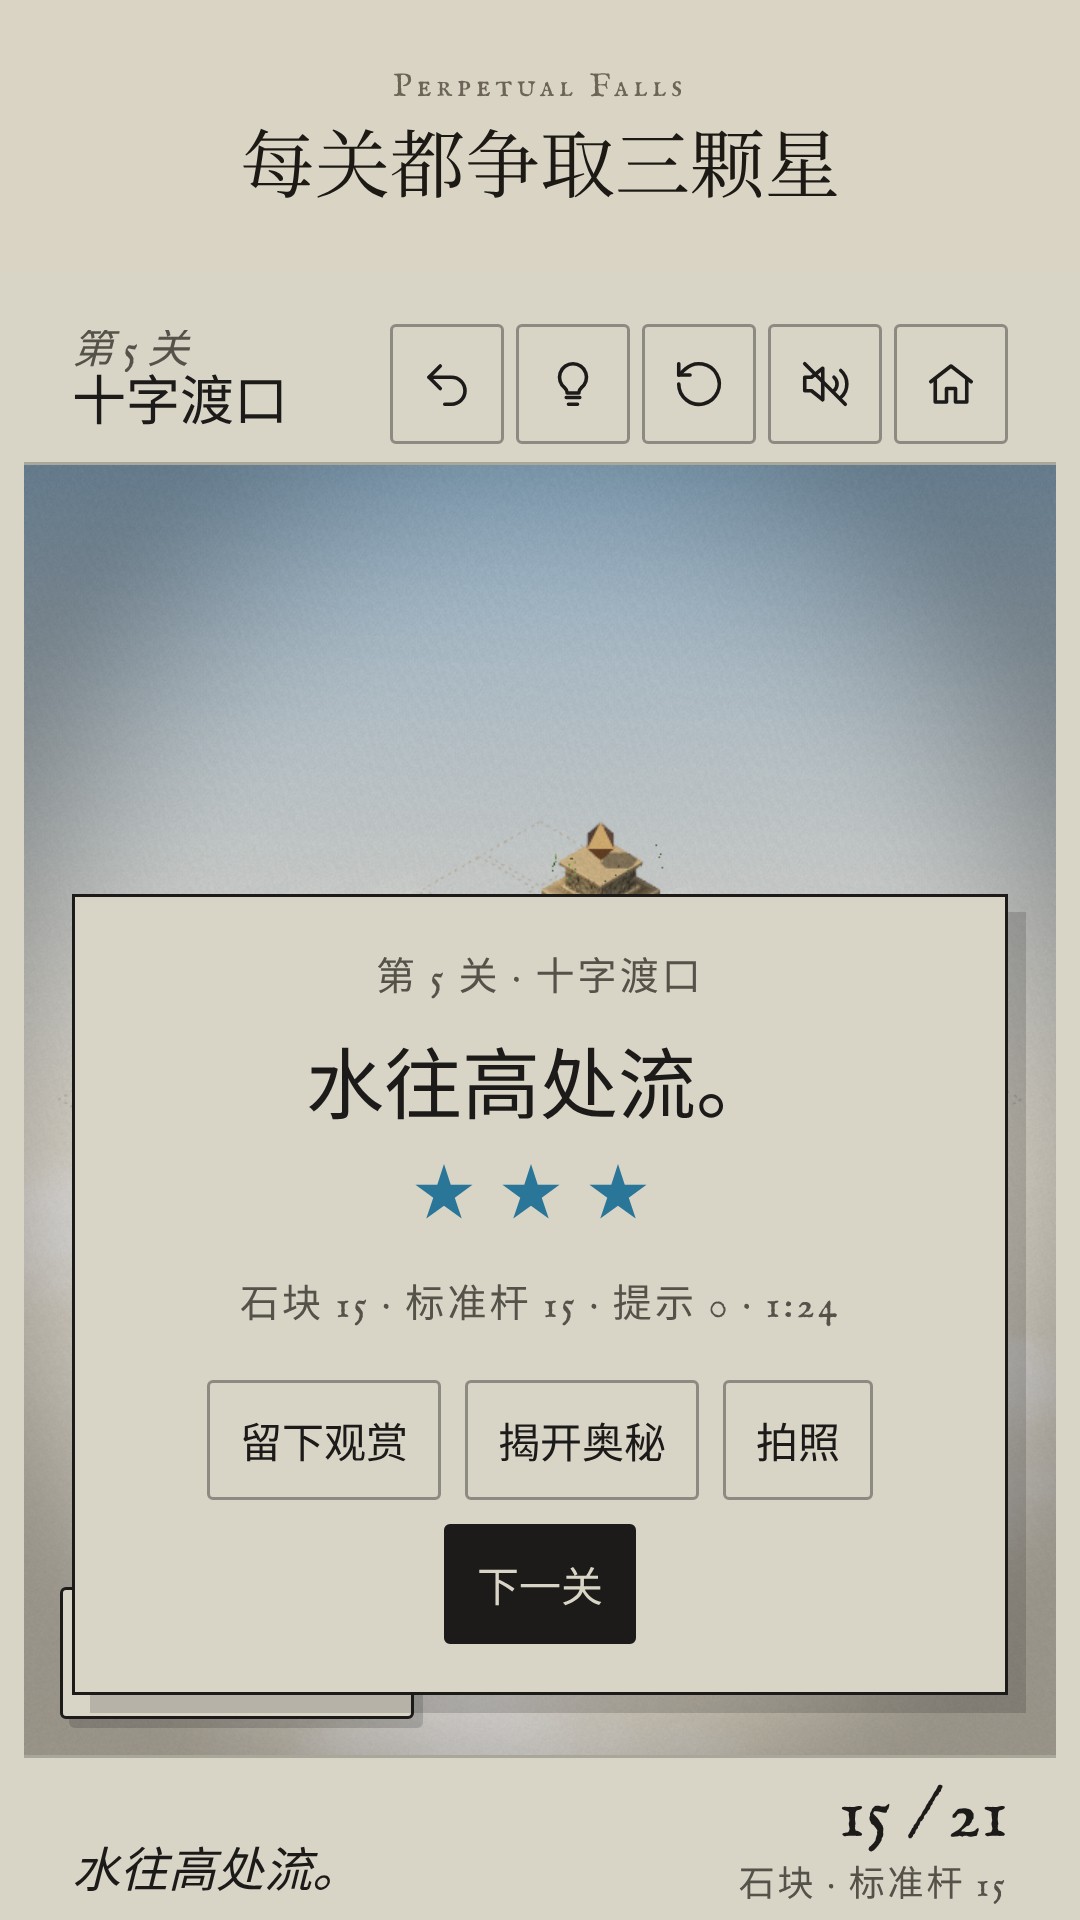 Perpetual Falls
每关都争取三颗星
第 5 关
十字渡口
第 5 关 · 十字渡口
水往高处流。
★ ★ ★
石块 15 · 标准杆 15 · 提示 0 · 1:24
留下观赏
揭开奥秘
拍照
下一关
水往高处流。
15 / 21
石块 · 标准杆 15